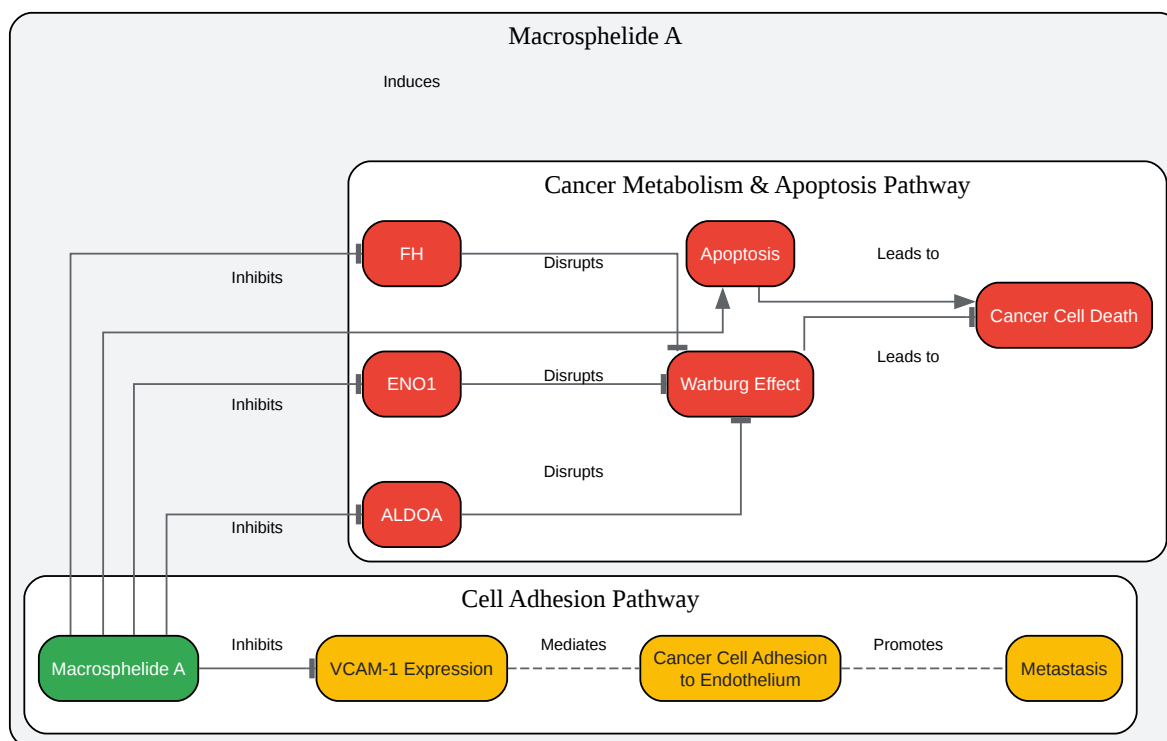 Macrosphelide A
Induces
Cancer Metabolism & Apoptosis Pathway
FH
Disrupts
Apoptosis
Leads to
Inhibits
Cancer Cell Death
Leads to
ENO1
Disrupts
Warburg Effect
Inhibits
Disrupts
ALDOA
Inhibits
Cell Adhesion Pathway
Macrosphelide A
Inhibits
VCAM-1 Expression
Mediates
Cancer Cell Adhesion
to Endothelium
Promotes
Metastasis